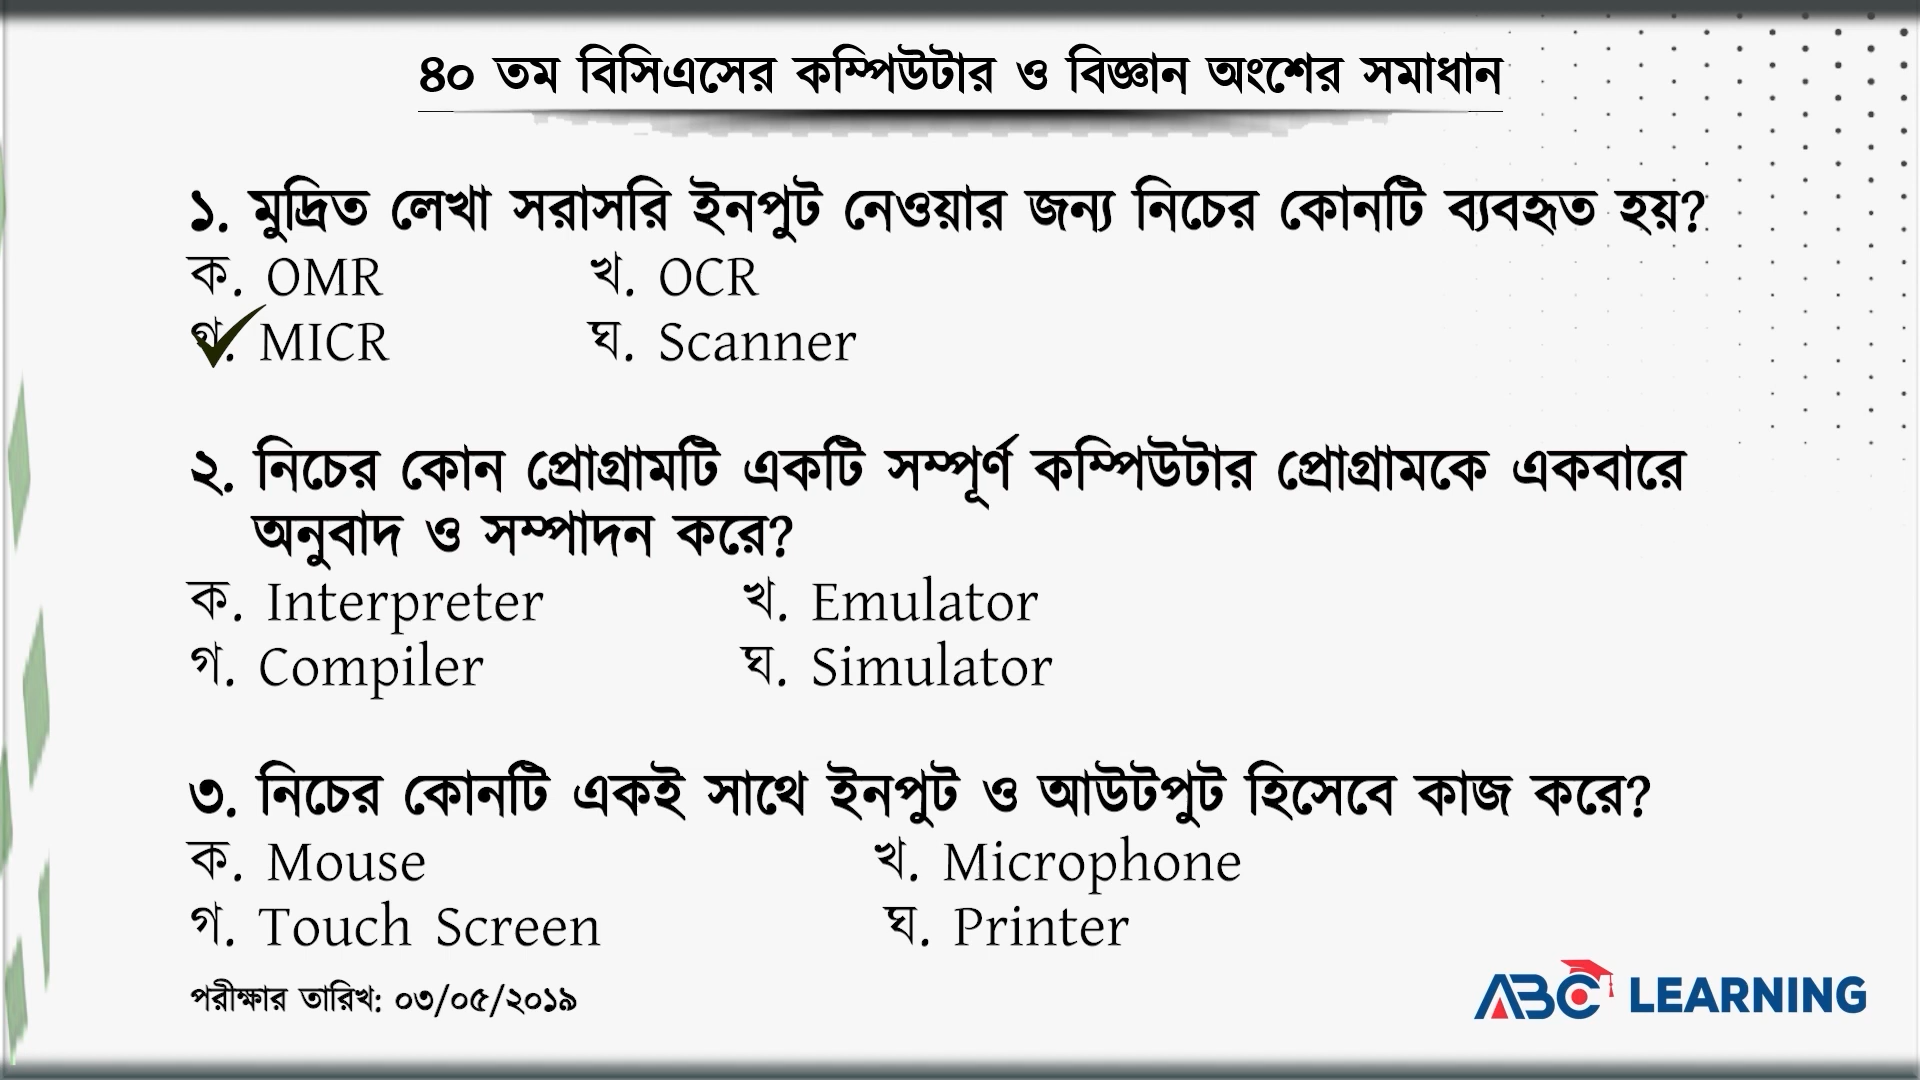 ৪০ তম বিসিএসের কম্পিউটার ও বিজ্ঞান অংশের সমাধান
১. মুদ্রিত লেখা সরাসরি ইনপুট নেওয়ার জন্য নিচের কোনটি ব্যবহৃত হয়?
ক. OMR খ. OCR
গ. MICR ঘ. Scanner
২. নিচের কোন প্রোগ্রামটি একটি সম্পূর্ণ কম্পিউটার প্রোগ্রামকে একবারে
অনুবাদ ও সম্পাদন করে?
ক. Interpreter খ. Emulator
গ. Compiler ঘ. Simulator
৩. নিচের কোনটি একই সাথে ইনপুট ও আউটপুট হিসেবে কাজ করে?
ক. Mouse খ. Microphone
গ. Touch Screen ঘ. Printer
পরীক্ষার তারিখ: ০৩/০৫/২০১৯
ABC LEARNING